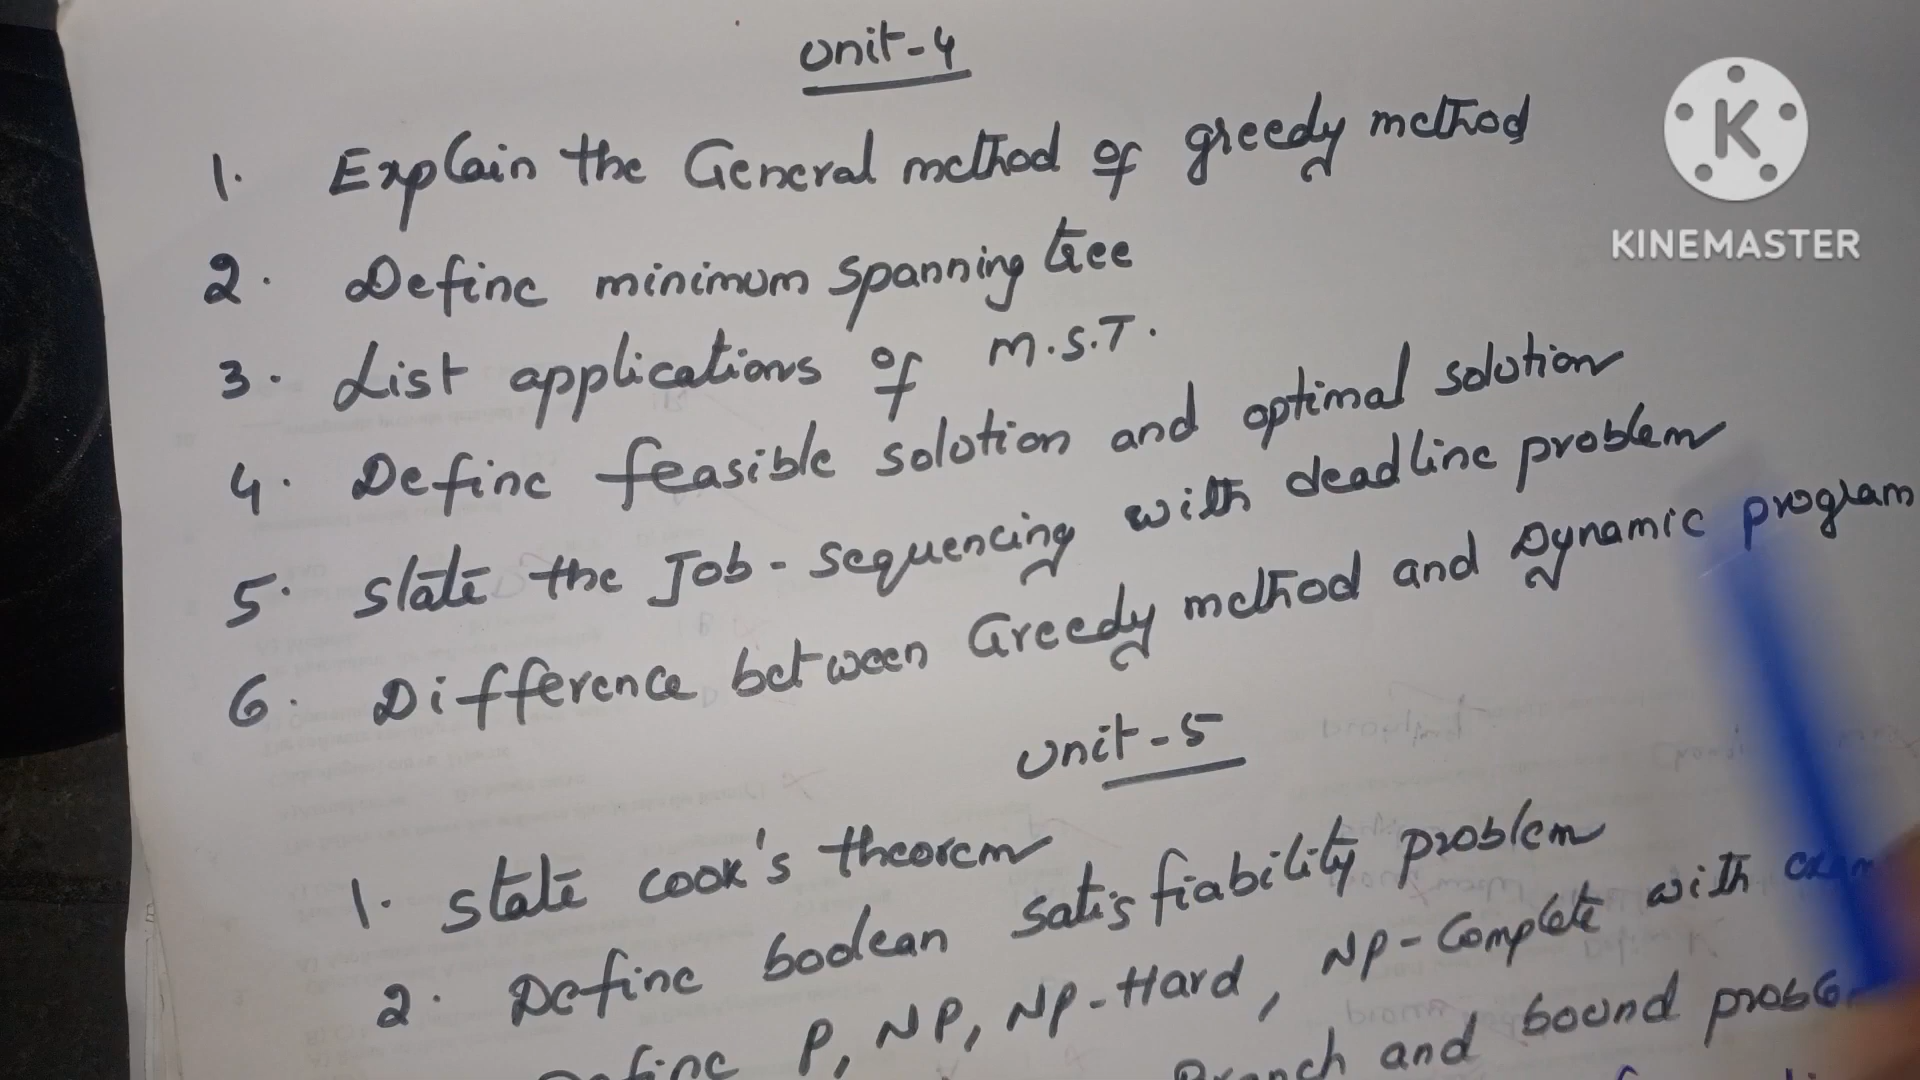 Unit-4
1. Explain the General method of greedy method
2. Define minimum spanning tree
3. List applications of M.S.T.
4. Define feasible solution and optimal solution
5. State the Job-sequencing with deadline problem
6. Difference between Greedy method and Dynamic program
Unit-5
1. State cook's theorem
2. Define boolean satisfiability problem
P, NP, NP-Hard, NP-Complete with
and bound
K
KINEMASTER